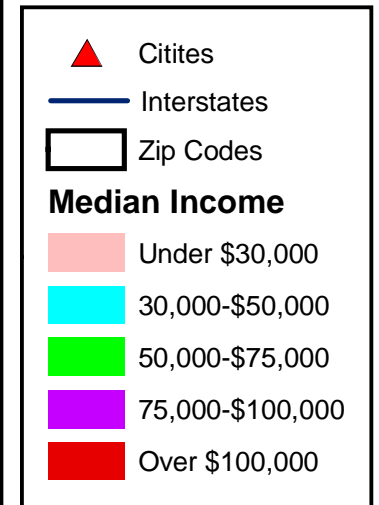 Citites
Interstates
Zip Codes
Median Income
Under $30,000
30,000-$50,000
50,000-$75,000
75,000-$100,000
Over $100,000